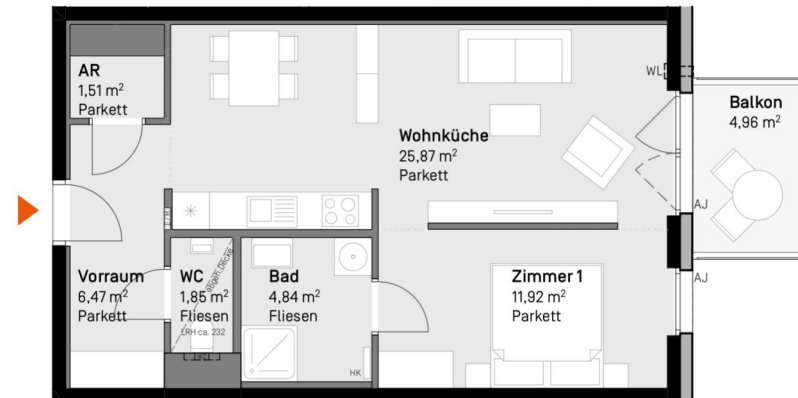 AR
1,51 m²
Parkett
WL
Balkon
4,96 m²
Wohnküche
25,87 m²
Parkett
AJ
Vorraum
6,47 m²
Parkett
WC
1,85 m²
Fliesen
LRH ca. 232
abgeh. Decke
Bad
4,84 m²
Fliesen
HK
Zimmer 1
11,92 m²
Parkett
AJ